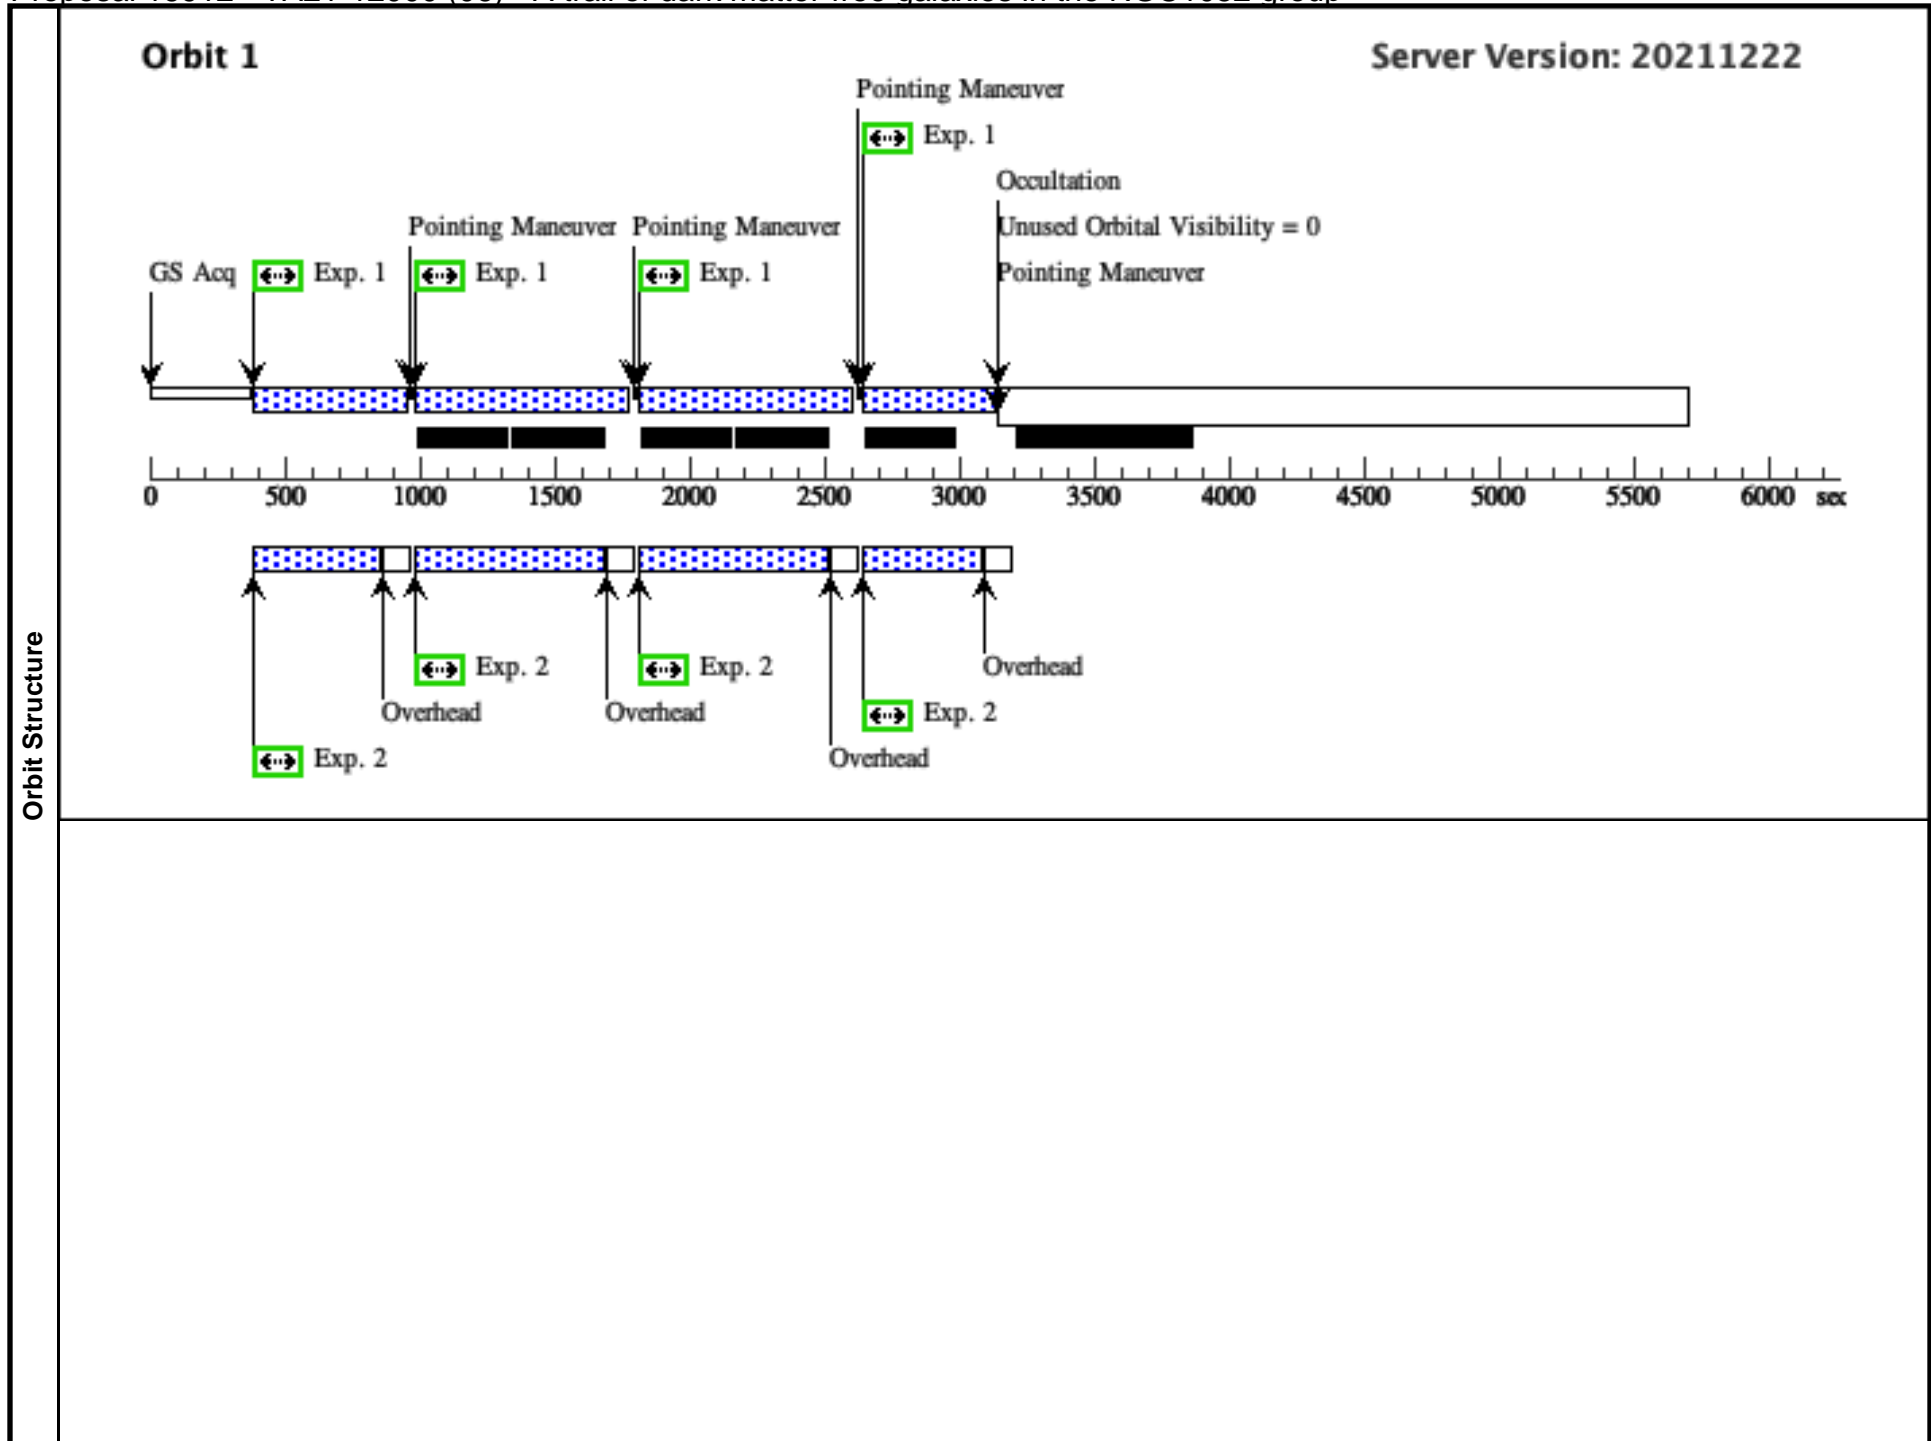 Orbit 1
Server Version: 20211222
Pointing Maneuver
Exp. 1
Occultation
Pointing Maneuver Pointing Maneuver
Unused Orbital Visibility = 0
GS Acq
Exp. 1
Exp. 1
Exp. 1
Pointing Maneuver
0 500 1000 1500 2000 2500 3000 3500 4000 4500 5000 5500 6000 sec
Orbit Structure
Exp. 2
Exp. 2
Overhead
Overhead
Overhead
Exp. 2
Exp. 2
Overhead